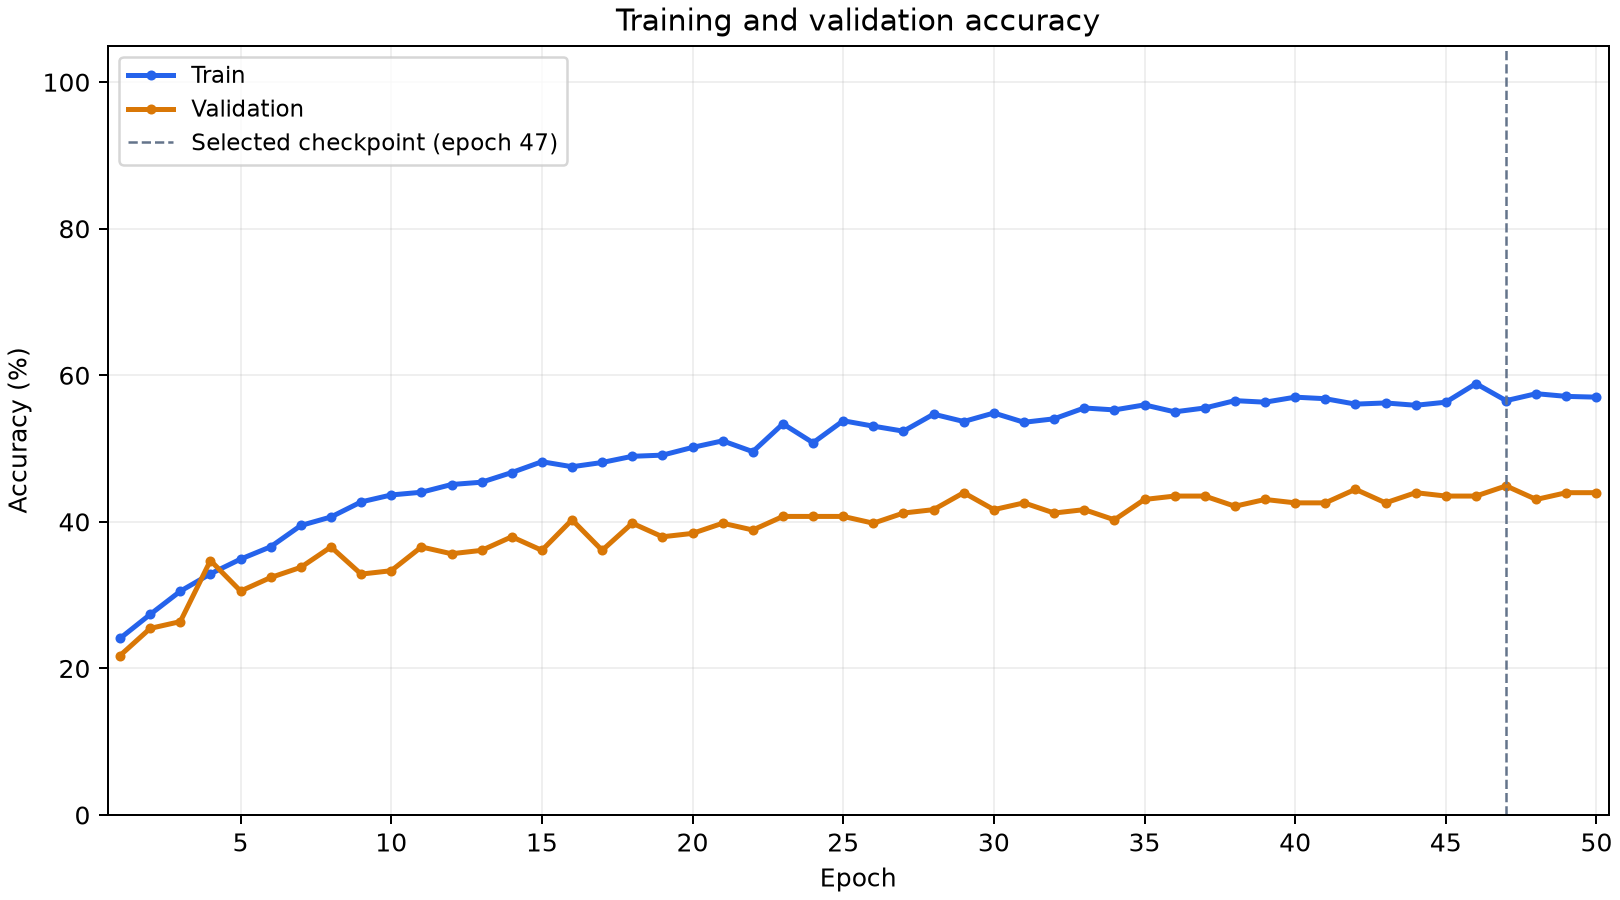 Training and validation accuracy
Train
Validation
Selected checkpoint (epoch 47)
100
80
60
40
20
0
Accuracy (%)
5 10 15 20 25 30 35 40 45 50
Epoch